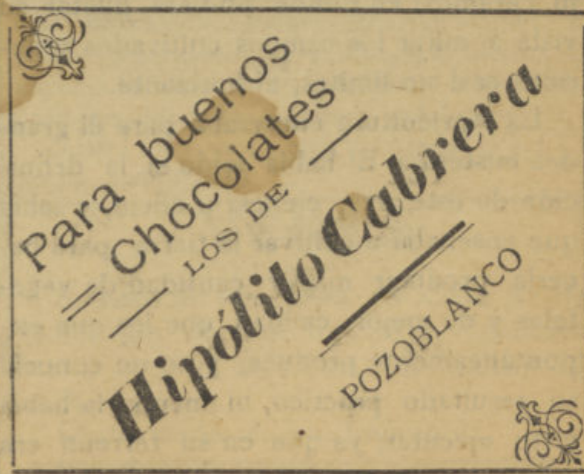 Para buenos
Chocolates
LOS DE
Hipólito Cabrera
POZOBLANCO